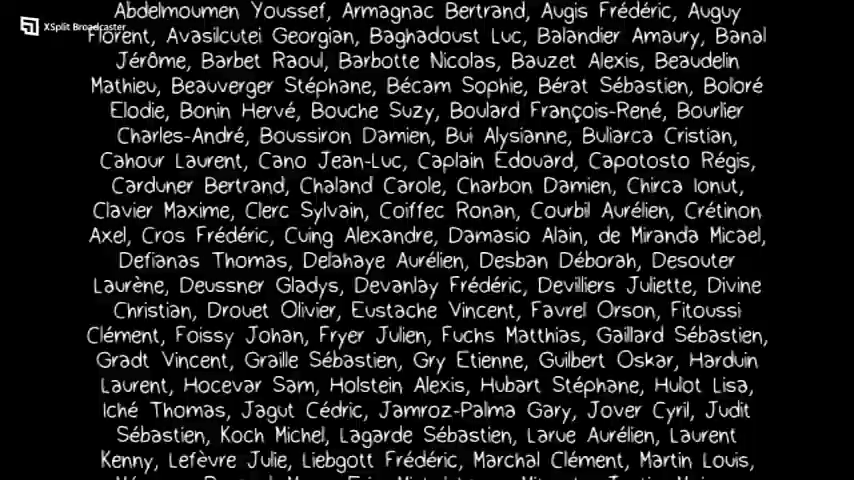 XSplit Broadcaster
Abdelmoumen Youssef, Armagnac Bertrand, Augis Frédéric, Auguy
Florent, Avasilcutei Georgian, Baghadoust Luc, Balandier Amaury, Banal
Jérôme, Barbet Raoul, Barbotte Nicolas, Bauzet Alexis, Beaudelin
Mathieu, Beauverger Stéphane, Bécam Sophie, Bérat Sébastien, Boloré
Elodie, Bonin Hervé, Bouche Suzy, Boulard François-René, Bourlier
Charles-André, Boussiron Damien, Bui Alysianne, Buliarca Cristian,
Cahour Laurent, Cano Jean-Luc, Caplain Edouard, Capotosto Régis,
Carduner Bertrand, Chaland Carole, Charbon Damien, Chirca Ionut,
Clavier Maxime, Clerc Sylvain, Coiffec Ronan, Courbil Aurélien, Crétinon
Axel, Cros Frédéric, Cuing Alexandre, Damasio Alain, de Miranda Micael,
Defianas Thomas, Delahaye Aurélien, Desban Déborah, Desouter
Laurène, Deussner Gladys, Devanlay Frédéric, Devilliers Juliette, Divine
Christian, Drouet Olivier, Eustache Vincent, Favrel Orson, Fitoussi
Clément, Foissy Johan, Fryer Julien, Fuchs Matthias, Gaillard Sébastien,
Gradt Vincent, Graille Sébastien, Gry Etienne, Guilbert Oskar, Harduin
Laurent, Hocevar Sam, Holstein Alexis, Hubart Stéphane, Hulot Lisa,
Iché Thomas, Jagut Cédric, Jamroz-Palma Gary, Jover Cyril, Judit
Sébastien, Koch Michel, Lagarde Sébastien, Larue Aurélien, Laurent
Kenny, Lefèvre Julie, Liebgott Frédéric, Marchal Clément, Martin Louis,